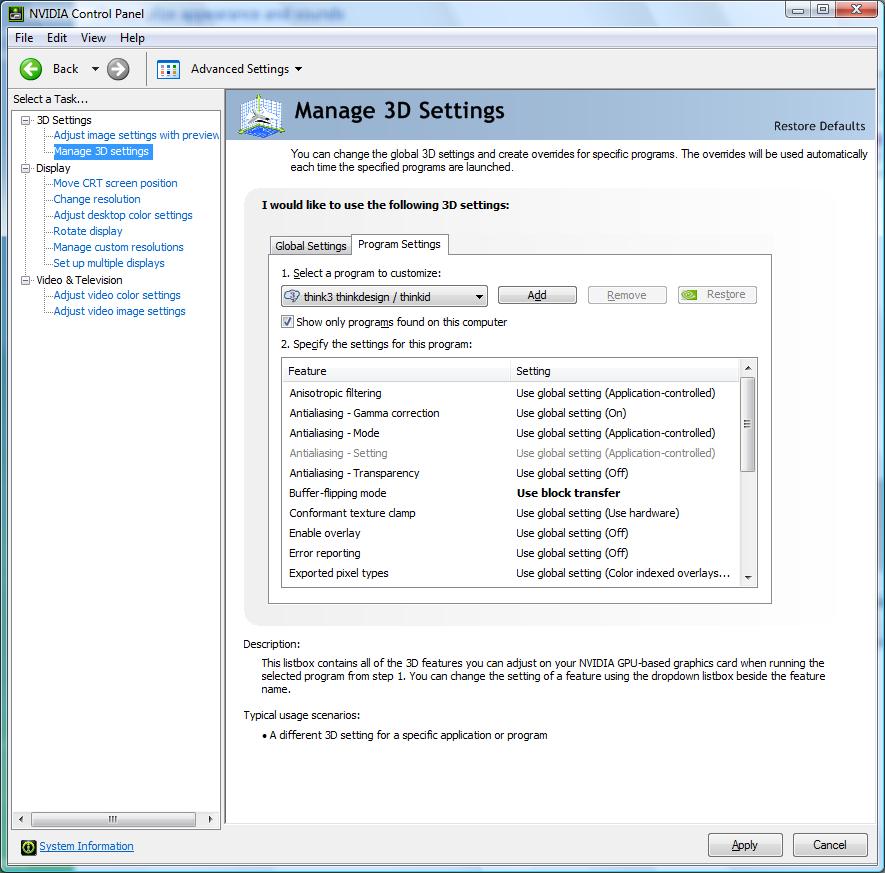 NVIDIA Control Panel
File Edit View Help
Back Advanced Settings
Select a Task...
3D Settings
Adjust image settings with preview
Manage 3D settings
Display
Move CRT screen position
Change resolution
Adjust desktop color settings
Rotate display
Manage custom resolutions
Set up multiple displays
Video & Television
Adjust video color settings
Adjust video image settings
System Information
Manage 3D Settings
Restore Defaults
You can change the global 3D settings and create overrides for specific programs. The overrides will be used automatically
each time the specified programs are launched.
I would like to use the following 3D settings:
Global Settings Program Settings
1. Select a program to customize:
think3 thinkdesign / thinkid Add Remove Restore
Show only programs found on this computer
2. Specify the settings for this program:
Feature Setting
Anisotropic filtering Use global setting (Application-controlled)
Antialiasing - Gamma correction Use global setting (On)
Antialiasing - Mode Use global setting (Application-controlled)
Antialiasing - Setting Use global setting (Application-controlled)
Antialiasing - Transparency Use global setting (Off)
Buffer-flipping mode Use block transfer
Conformant texture clamp Use global setting (Use hardware)
Enable overlay Use global setting (Off)
Error reporting Use global setting (Off)
Exported pixel types Use global setting (Color indexed overlays...
Description:
This listbox contains all of the 3D features you can adjust on your NVIDIA GPU-based graphics card when running the
selected program from step 1. You can change the setting of a feature using the dropdown listbox beside the feature
name.
Typical usage scenarios:
• A different 3D setting for a specific application or program
Apply Cancel